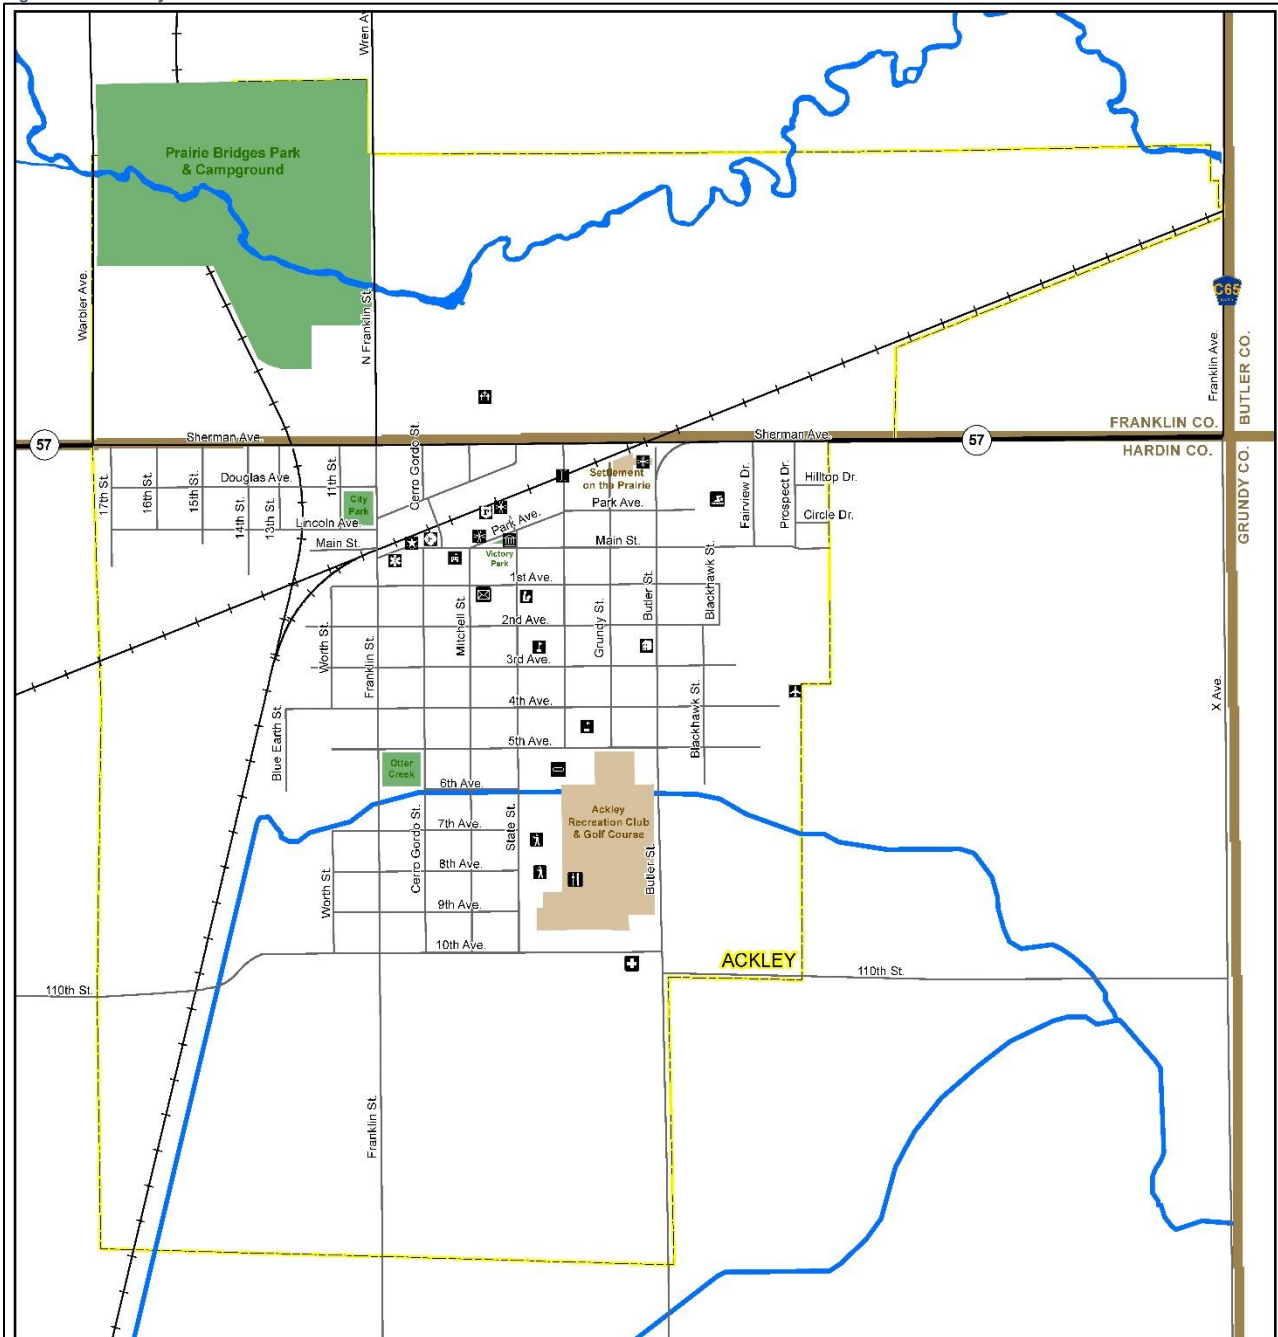 Wren Av
Prairie Bridges Park
& Campground
Warbler Ave.
N Franklin St.
C65
Franklin Ave.
BUTLER CO.
FRANKLIN CO.
HARDIN CO.
GRUNDY CO.
57
Sherman Ave.
Sherman Ave.
57
17th St.
16th St.
15th St.
14th St.
13th St.
11th St.
Douglas Ave.
Lincoln Ave.
City
Park
Cerro Gordo St.
Main St.
P
Park Ave.
Victory
Park
Settlement
on the Prairie
Park Ave.
Main St.
Fairview Dr.
Prospect Dr.
Hilltop Dr.
Circle Dr.
1st Ave.
2nd Ave.
3rd Ave.
4th Ave.
5th Ave.
6th Ave.
7th Ave.
8th Ave.
9th Ave.
10th Ave.
Worth St.
Franklin St.
Mitchell St.
Grundy St.
Butler St.
Blackhawk St.
Blackhawk St.
Blue Earth St.
X Ave.
Otter
Creek
Ackley
Recreation Club
& Golf Course
Worth St.
Cerro Gordo St.
State St.
Butler St.
ACKLEY
110th St.
110th St.
Franklin St.